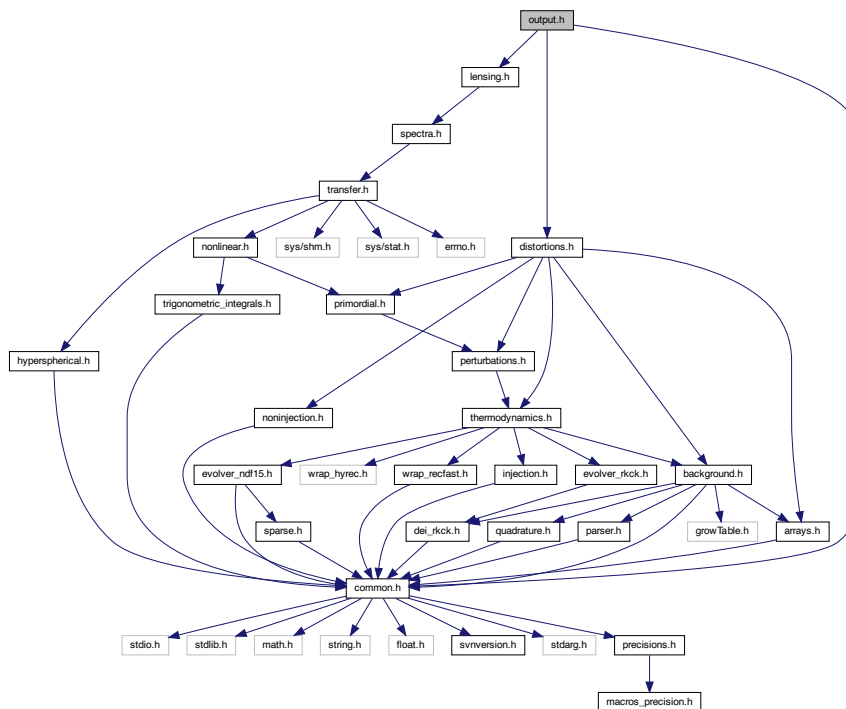 output.h
lensing.h
spectra.h
transfer.h
nonlinear.h
sys/shm.h
sys/stat.h
errno.h
distortions.h
trigonometric_integrals.h
primordial.h
hyperspherical.h
perturbations.h
noninjection.h
thermodynamics.h
evolver_ndf15.h
wrap_hyrec.h
wrap_recfast.h
injection.h
evolver_rkck.h
background.h
sparse.h
dei_rkck.h
quadrature.h
parser.h
growTable.h
arrays.h
common.h
stdio.h
stdlib.h
math.h
string.h
float.h
svnversion.h
stdarg.h
precisions.h
macros_precision.h